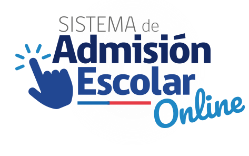 SISTEMA de
Admisión
Escolar
Online